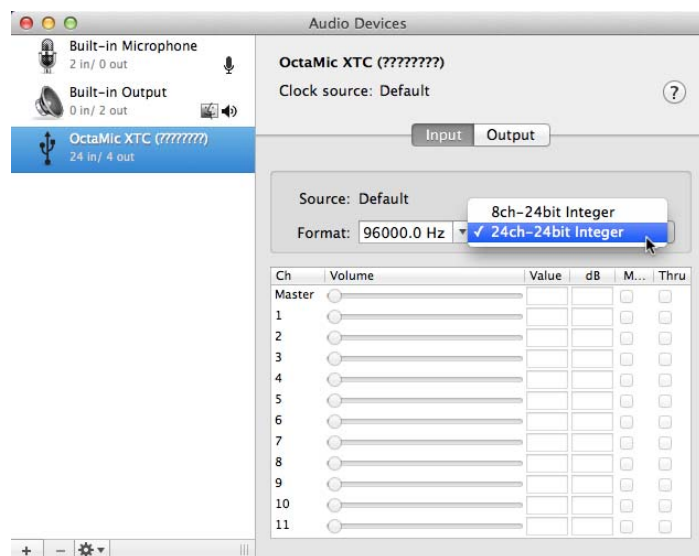 Audio Devices
Built-in Microphone
2 in/ 0 out
Built-in Output
0 in/ 2 out
OctaMic XTC (????????)
24 in/ 4 out
OctaMic XTC (????????)
Clock source: Default
?
Input Output
Source: Default
8ch-24bit Integer
Format: 96000.0 Hz ✓ 24ch-24bit Integer
Ch Volume Value dB M... Thru
Master
1
2
3
4
5
6
7
8
9
10
11
+ −